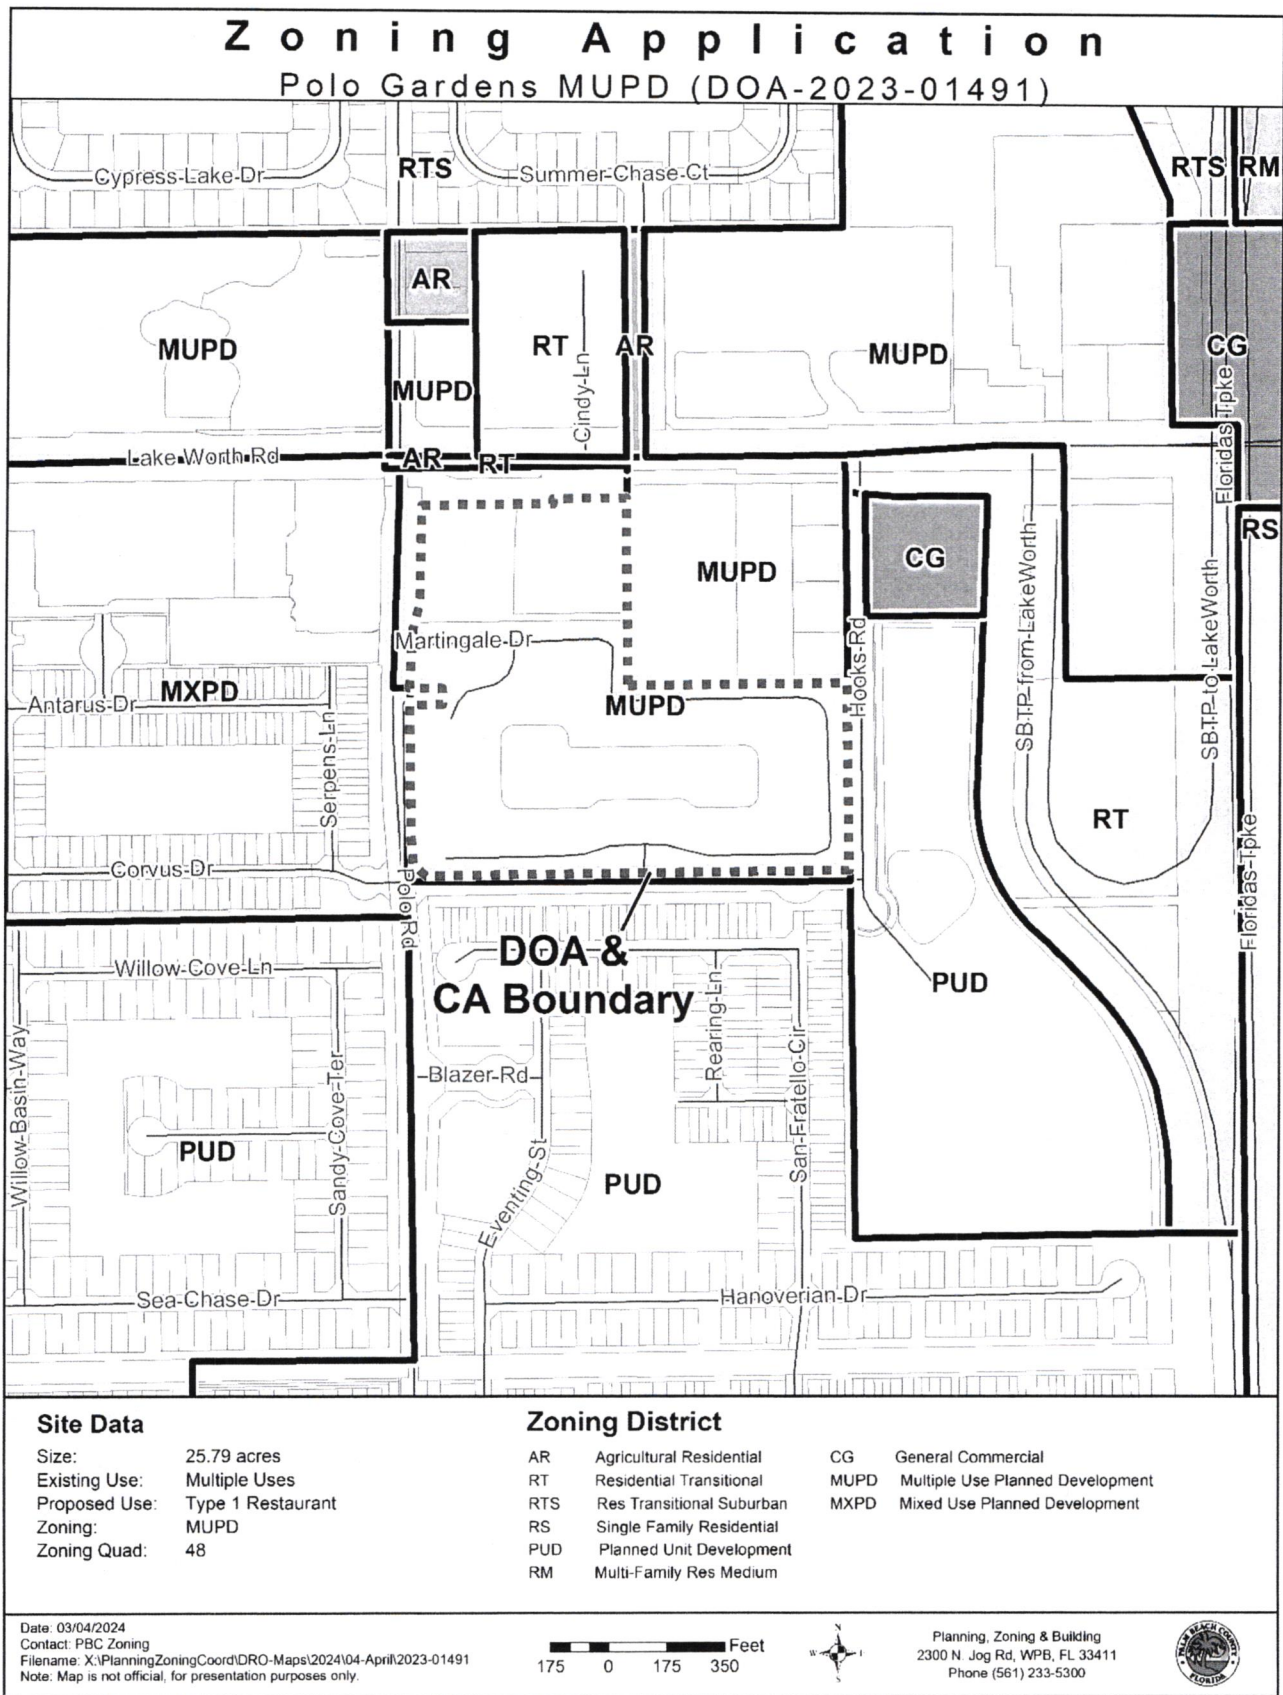 Zoning Application
Polo Gardens MUPD (DOA-2023-01491)
Cypress-Lake-Dr
RTS
Summer-Chase-Ct
RTS
RM
AR
MUPD
RT
AR
MUPD
CG
MUPD
Cindy-Ln
Floridas-Tpke
Lake-Worth-Rd
AR
RT
RS
MUPD
CG
SBTP-from-LakeWorth
SBTP-to-LakeWorth
Martingale-Dr
Hooks-Rd
MXPD
Antarus-Dr
MUPD
Serpens-Ln
RT
Corvus-Dr
Polo-Rd
Floridas-Tpke
DOA &
CA Boundary
Willow-Cove-Ln
PUD
Rearing-Ln
San-Fratello-Cir
Willow-Basin-Way
Sandy-Cove-Ter
Blazer-Rd
PUD
Eventing-St
PUD
Sea-Chase-Dr
Hanoverian-Dr
Site Data
Size: 25.79 acres
Existing Use: Multiple Uses
Proposed Use: Type 1 Restaurant
Zoning: MUPD
Zoning Quad: 48
Zoning District
AR Agricultural Residential
RT Residential Transitional
RTS Res Transitional Suburban
RS Single Family Residential
PUD Planned Unit Development
RM Multi-Family Res Medium
CG General Commercial
MUPD Multiple Use Planned Development
MXPD Mixed Use Planned Development
Date: 03/04/2024
Contact: PBC Zoning
Filename: X:\PlanningZoningCoord\DRO-Maps\2024\04-April\2023-01491
Note: Map is not official, for presentation purposes only.
Feet
175 0 175 350
N
W
S
Planning, Zoning & Building
2300 N. Jog Rd, WPB, FL 33411
Phone (561) 233-5300
PALM BEACH COUNTY
FLORIDA